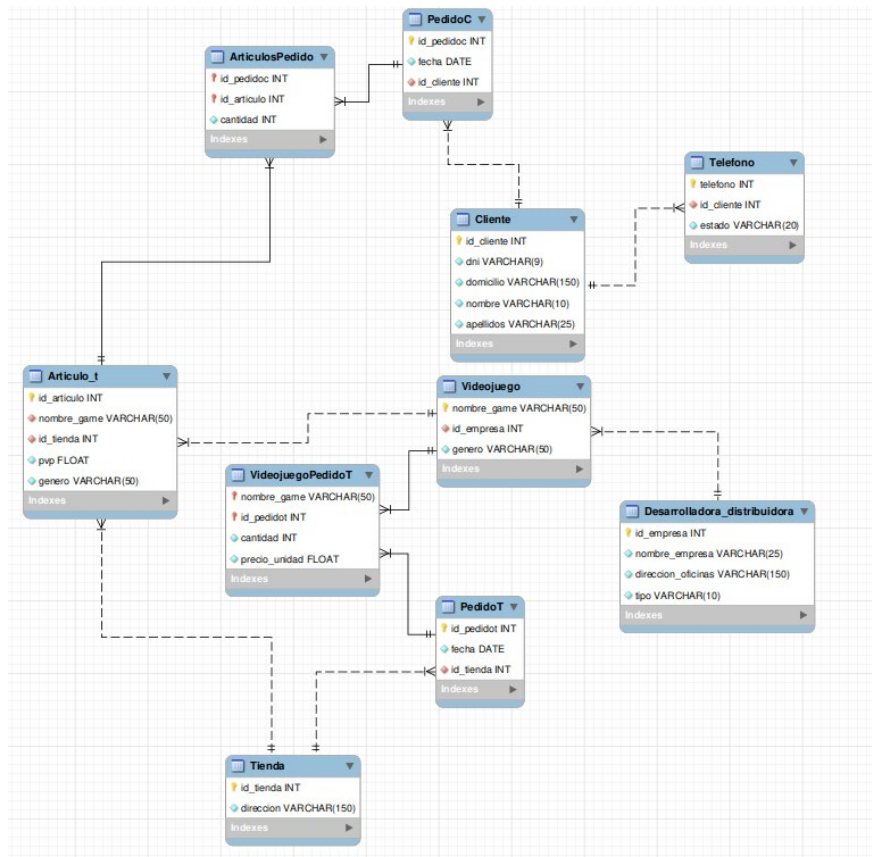 PedidoC
id_pedidoc INT
fecha DATE
id_cliente INT
Indexes
ArticulosPedido
id_pedidoc INT
id_articulo INT
cantidad INT
Indexes
Telefono
telefono INT
id_cliente INT
estado VARCHAR(20)
Indexes
Cliente
id_cliente INT
dni VARCHAR(9)
domicilio VARCHAR(150)
nombre VARCHAR(10)
apellidos VARCHAR(25)
Indexes
Articulo_t
id_articulo INT
nombre_game VARCHAR(50)
id_tienda INT
pvp FLOAT
genero VARCHAR(50)
Indexes
Videojuego
nombre_game VARCHAR(50)
id_empresa INT
genero VARCHAR(50)
Indexes
VideojuegoPedidoT
nombre_game VARCHAR(50)
id_pedidot INT
cantidad INT
precio_unidad FLOAT
Indexes
Desarrolladora_distribuidora
id_empresa INT
nombre_empresa VARCHAR(25)
direccion_oficinas VARCHAR(150)
tipo VARCHAR(10)
Indexes
PedidoT
id_pedidot INT
fecha DATE
id_tienda INT
Indexes
Tienda
id_tienda INT
direccion VARCHAR(150)
Indexes